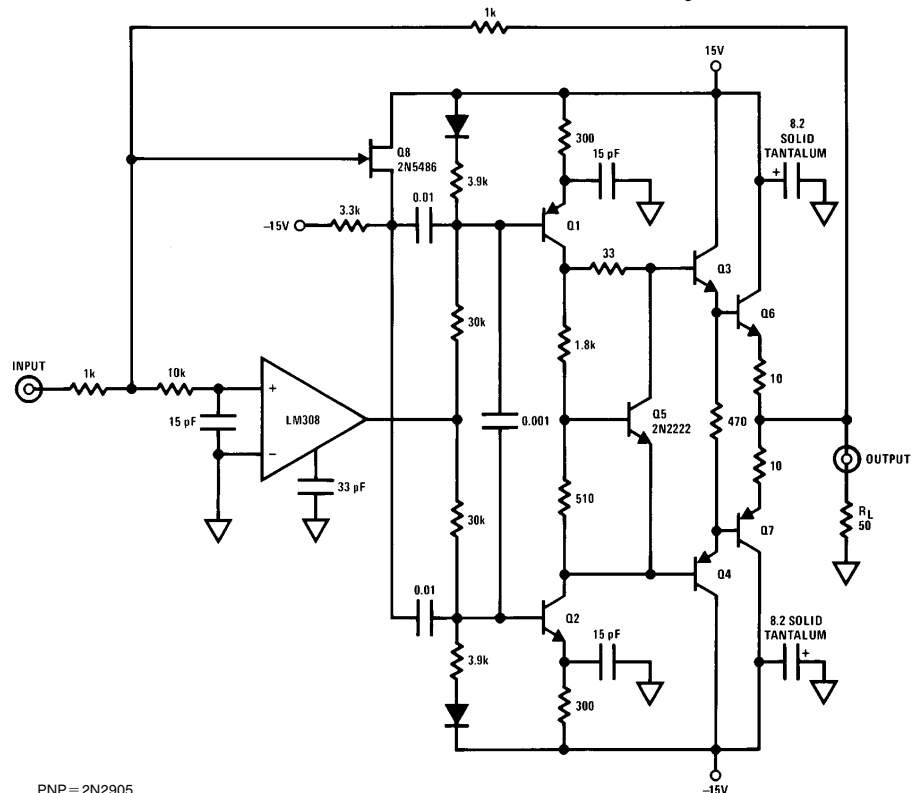 1k
15V
8.2
SOLID
TANTALUM
+
300
15 pF
Q8
2N5486
3.9k
0.01
3.3k
–15V
Q1
33
Q3
Q6
30k
1.8k
10
INPUT
1k
10k
+
LM308
15 pF
–
33 pF
0.001
Q5
2N2222
470
OUTPUT
10
RL
50
30k
510
Q7
Q4
0.01
Q2
15 pF
8.2 SOLID
TANTALUM
+
3.9k
300
–15V
PNP=2N2905